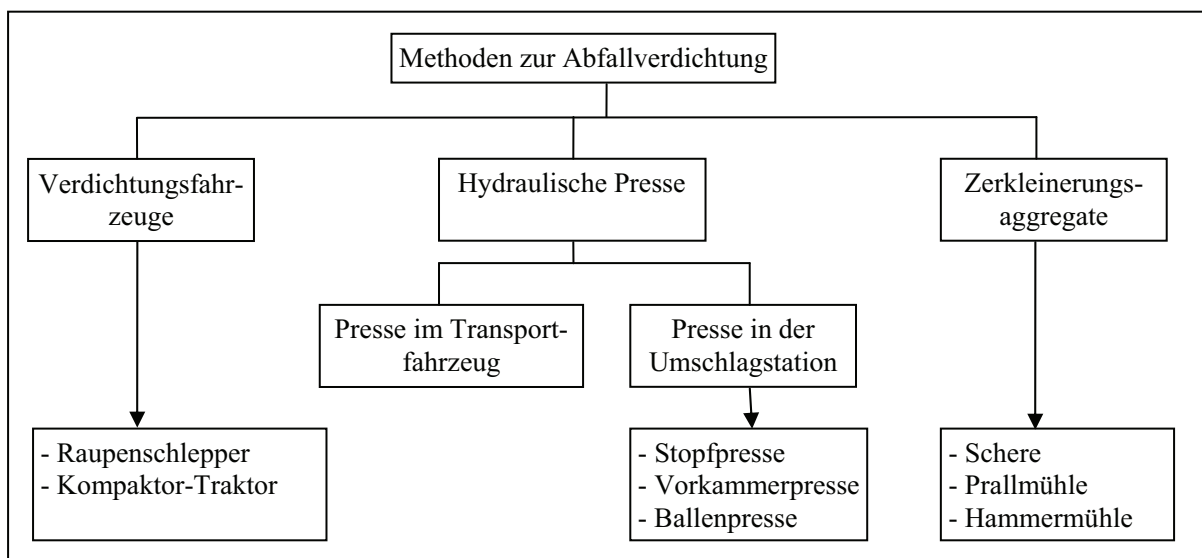 Methoden zur Abfallverdichtung
Verdichtungsfahr-
zeuge
Hydraulische Presse
Zerkleinerungs-
aggregate
Presse im Transport-
fahrzeug
Presse in der
Umschlagstation
- Raupenschlepper
- Kompaktor-Traktor
- Stopfpresse
- Vorkammerpresse
- Ballenpresse
- Schere
- Prallmühle
- Hammermühle